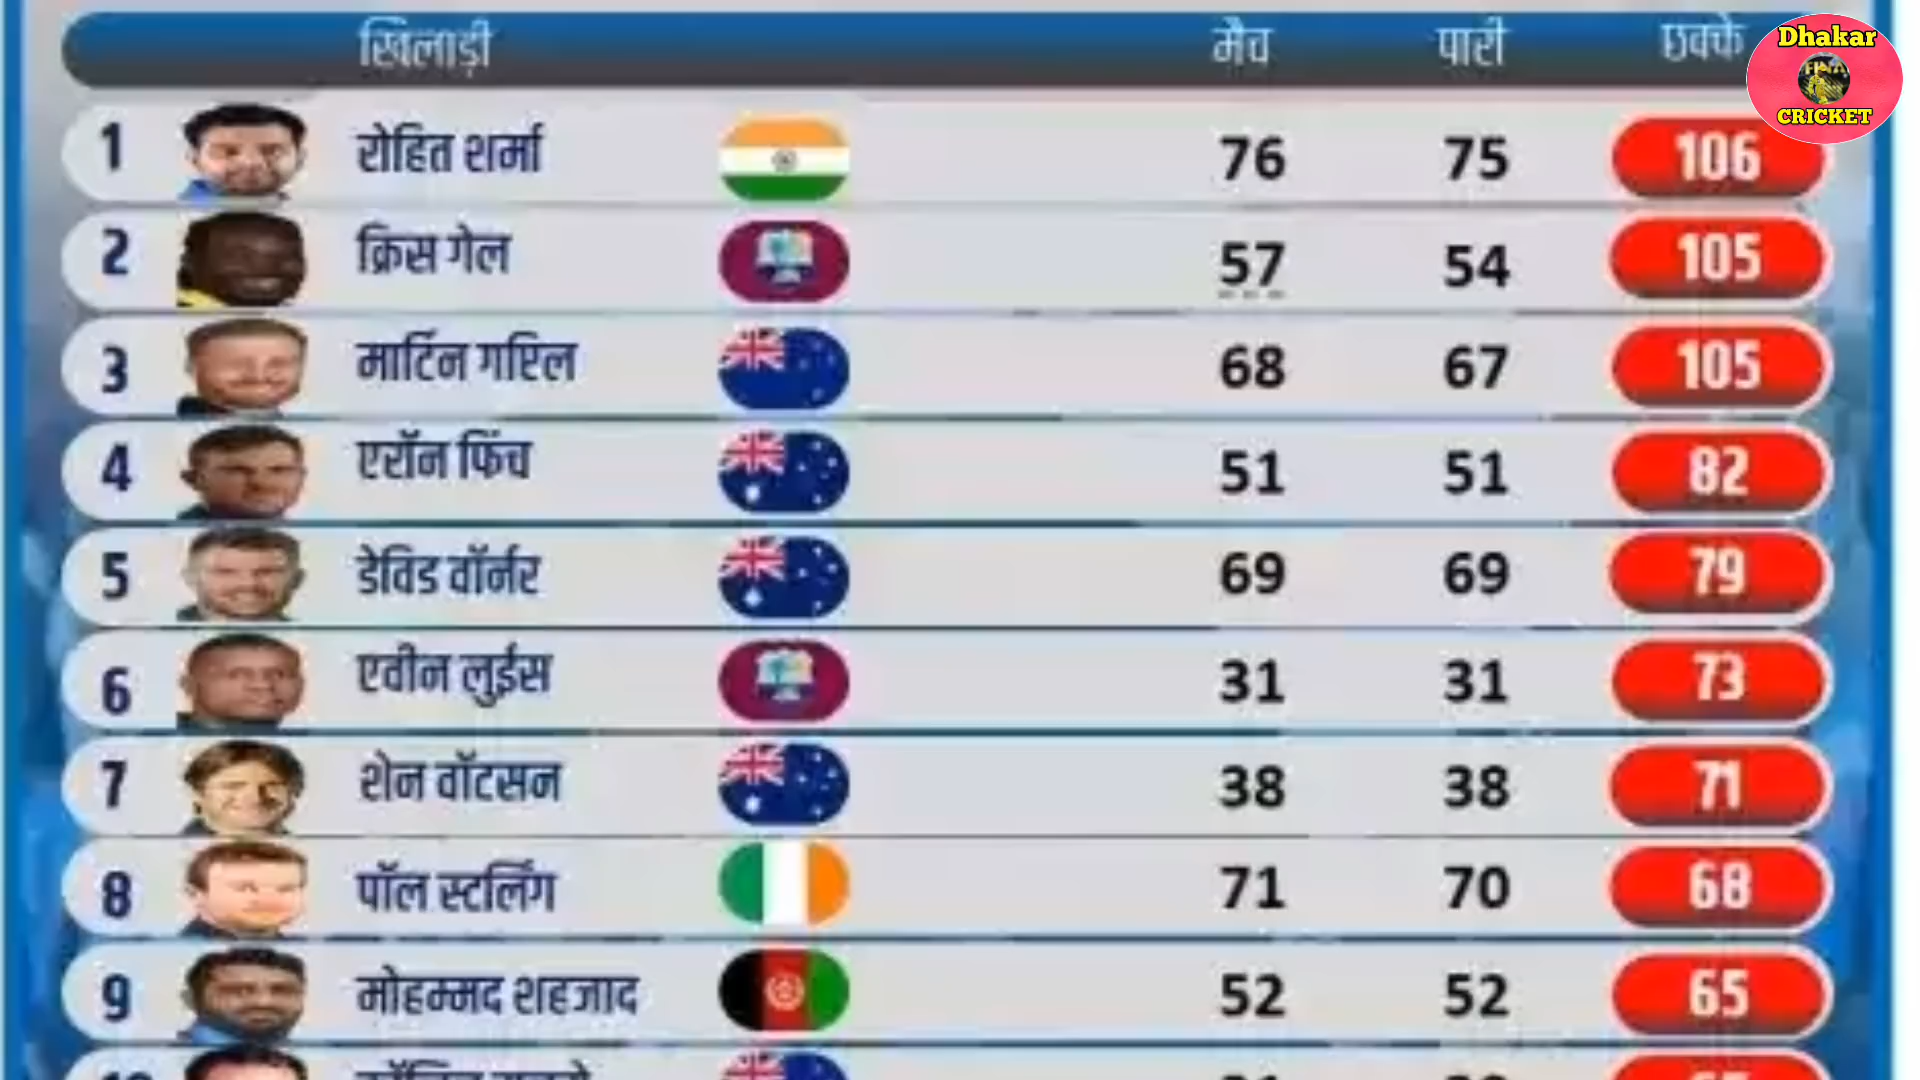 खिलाड़ी मैच पारी छक्के
Dhakar
CRICKET
1 रोहित शर्मा 76 75 106
2 क्रिस गेल 57 54 105
3 मार्टिन गप्टिल 68 67 105
4 एरॉन फिंच 51 51 82
5 डेविड वॉर्नर 69 69 79
6 एवीन लुईस 31 31 73
7 शेन वॉटसन 38 38 71
8 पॉल स्टर्लिंग 71 70 68
9 मोहम्मद शहजाद 52 52 65